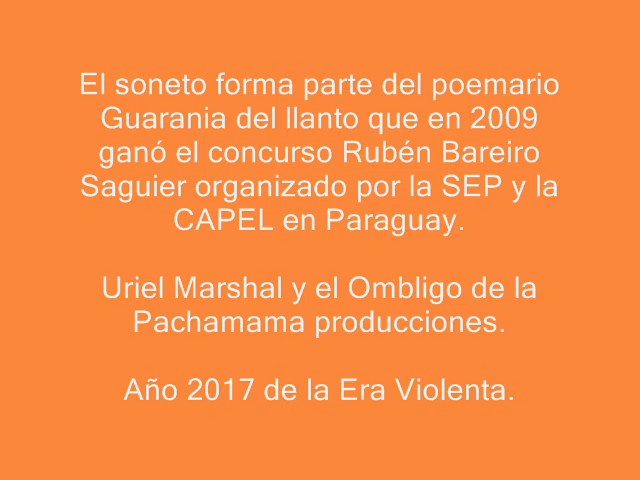 El soneto forma parte del poemario
Guarania del llanto que en 2009
ganó el concurso Rubén Bareiro
Saguier organizado por la SEP y la
CAPEL en Paraguay.
Uriel Marshal y el Ombligo de la
Pachamama producciones.
Año 2017 de la Era Violenta.